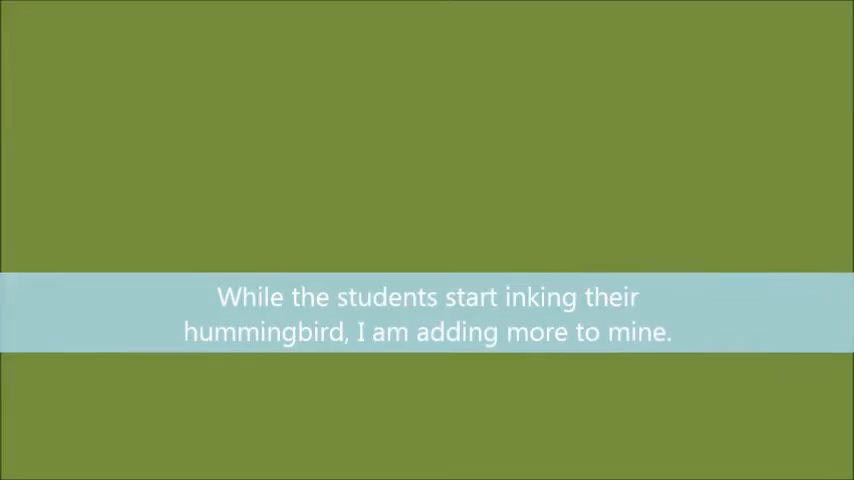 While the students start inking their
hummingbird, I am adding more to mine.